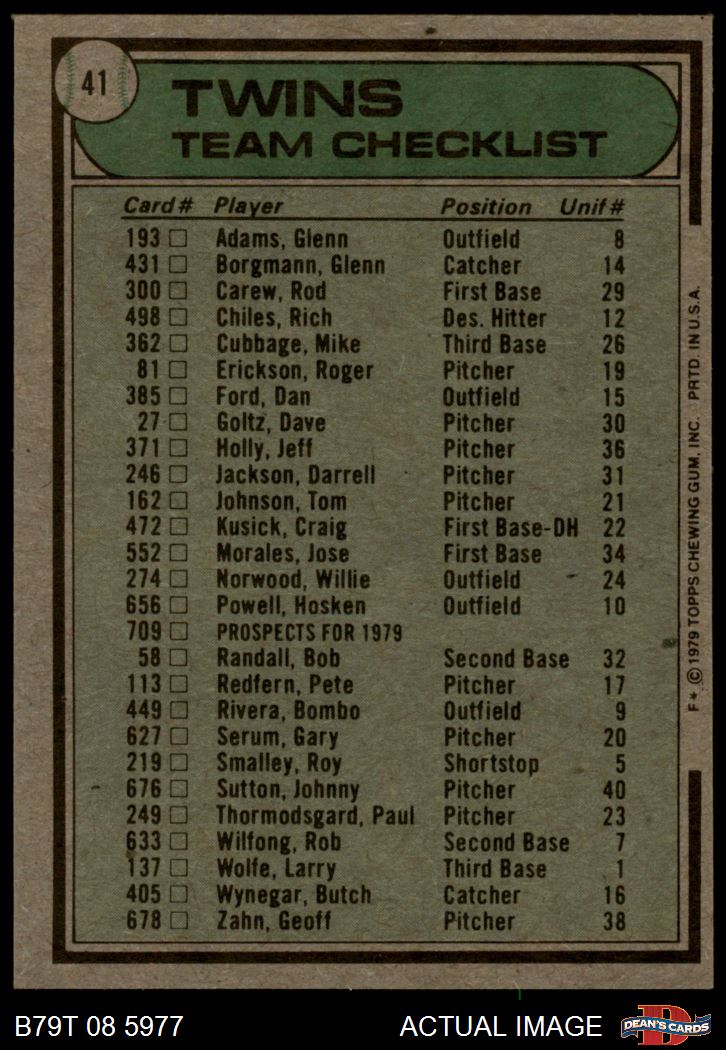 41
TWINS
TEAM CHECKLIST
Card # Player Position Unif #
193 □ Adams, Glenn Outfield 8
431 □ Borgmann, Glenn Catcher 14
300 □ Carew, Rod First Base 29
498 □ Chiles, Rich Des. Hitter 12
362 □ Cubbage, Mike Third Base 26
81 □ Erickson, Roger Pitcher 19
385 □ Ford, Dan Outfield 15
27 □ Goltz, Dave Pitcher 30
371 □ Holly, Jeff Pitcher 36
246 □ Jackson, Darrell Pitcher 31
162 □ Johnson, Tom Pitcher 21
472 □ Kusick, Craig First Base-DH 22
552 □ Morales, Jose First Base 34
274 □ Norwood, Willie Outfield 24
656 □ Powell, Hosken Outfield 10
709 □ PROSPECTS FOR 1979
58 □ Randall, Bob Second Base 32
113 □ Redfern, Pete Pitcher 17
449 □ Rivera, Bombo Outfield 9
627 □ Serum, Gary Pitcher 20
219 □ Smalley, Roy Shortstop 5
676 □ Sutton, Johnny Pitcher 40
249 □ Thormodsgard, Paul Pitcher 23
633 □ Wilfong, Rob Second Base 7
137 □ Wolfe, Larry Third Base 1
405 □ Wynegar, Butch Catcher 16
678 □ Zahn, Geoff Pitcher 38
F* © 1979 TOPPS CHEWING GUM, INC. PRTD. IN U.S.A.
B79T 08 5977 ACTUAL IMAGE
D
DEAN'S CARDS